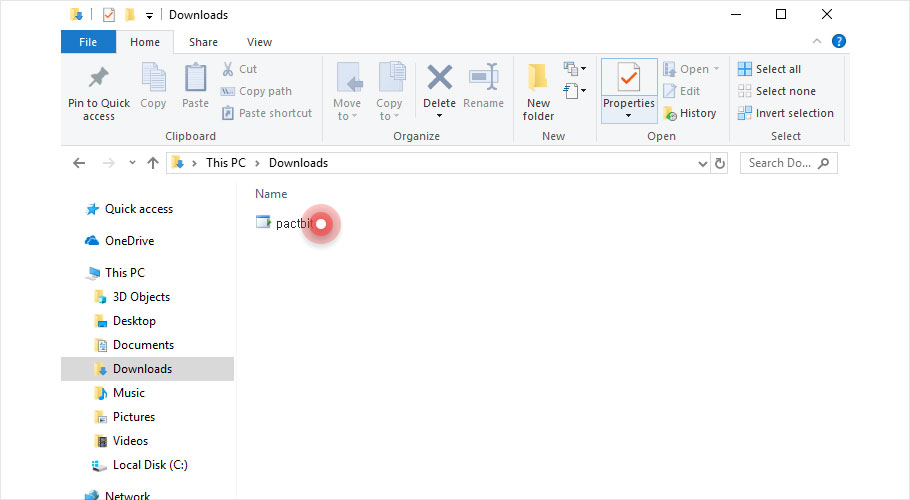 Downloads
File Home Share View
Pin to Quick access
Copy
Paste
Cut
Copy path
Paste shortcut
Clipboard
Move to
Copy to
Delete
Rename
Organize
New folder
New
Properties
Open
Edit
History
Open
Select all
Select none
Invert selection
Select
This PC > Downloads
Search Do...
Name
pactbit
Quick access
OneDrive
This PC
3D Objects
Desktop
Documents
Downloads
Music
Pictures
Videos
Local Disk (C:)
Network